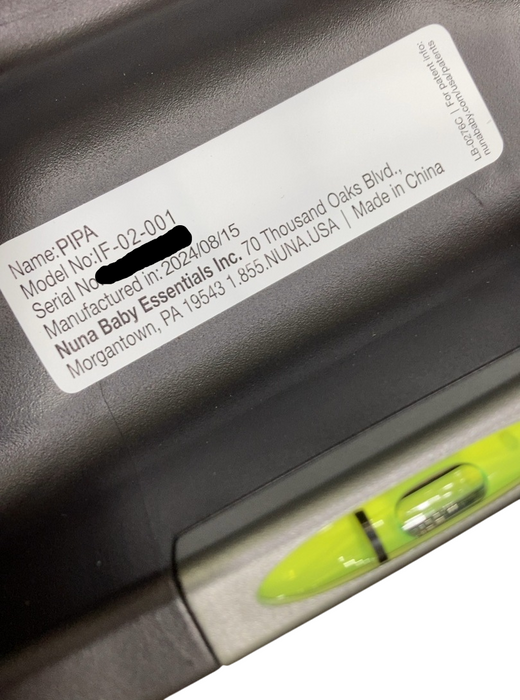 Name:PIPA
Model No:IF-02-001
Serial No
Manufactured in:2024/08/15
Nuna Baby Essentials Inc. 70 Thousand Oaks Blvd.,
Morgantown, PA 19543 1.855.NUNA.USA | Made in China
LB-0276C | For patent info:
nunababy.com/usa/patents